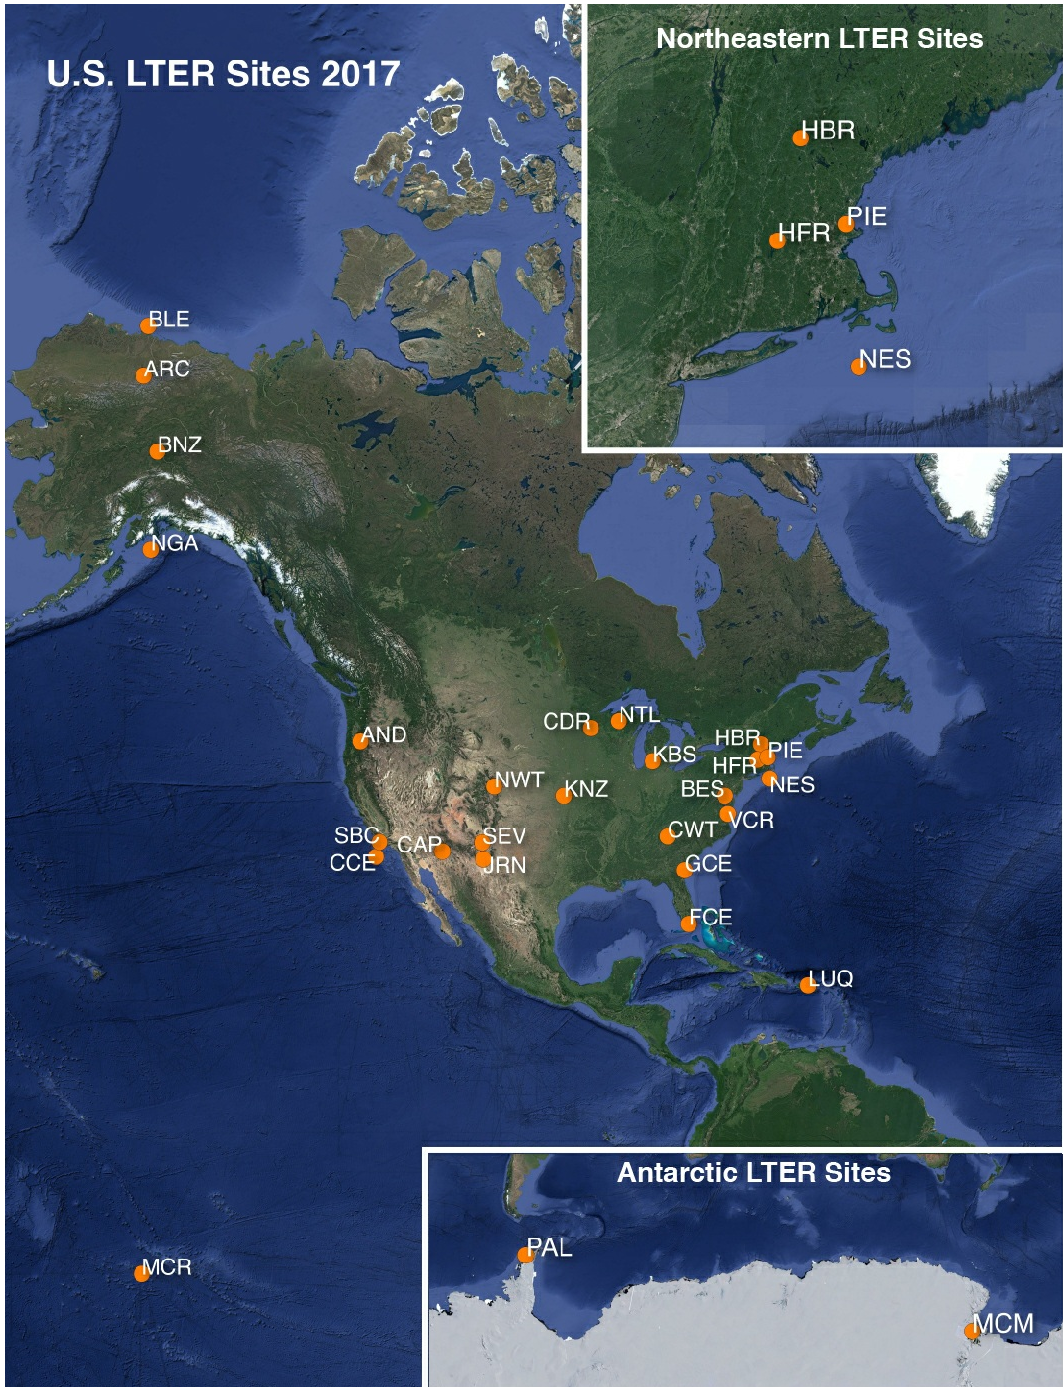 U.S. LTER Sites 2017
Northeastern LTER Sites
HBR
PIE
HFR
NES
BLE
ARC
BNZ
NGA
AND
CDR
NTL
KBS
HBR
PIE
HFR
NES
NWT
KNZ
BES
VCR
SBC
CAP
SEV
CWT
CCE
JRN
GCE
FCE
LUQ
MCR
Antarctic LTER Sites
PAL
MCM